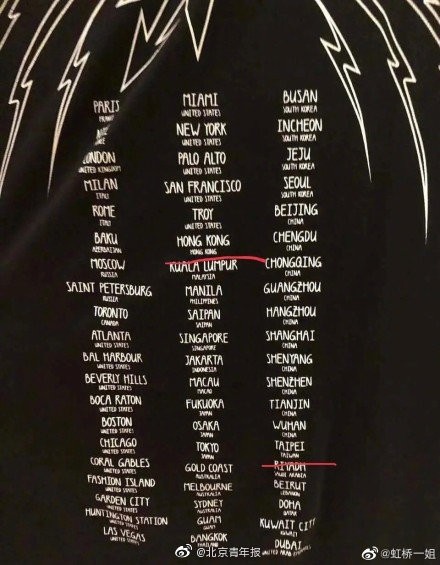 PARIS
FRANCE
LONDON
UNITED KINGDOM
MILAN
ITALY
ROME
ITALY
BAKU
AZERBAIJAN
MOSCOW
RUSSIA
SAINT PETERSBURG
RUSSIA
TORONTO
CANADA
ATLANTA
UNITED STATES
BAL HARBOUR
UNITED STATES
BEVERLY HILLS
UNITED STATES
BOCA RATON
UNITED STATES
BOSTON
UNITED STATES
CHICAGO
UNITED STATES
CORAL GABLES
UNITED STATES
FASHION ISLAND
UNITED STATES
GARDEN CITY
UNITED STATES
HUNTINGTON STATION
UNITED STATES
LAS VEGAS
UNITED STATES
MIAMI
UNITED STATES
NEW YORK
UNITED STATES
PALO ALTO
UNITED STATES
SAN FRANCISCO
UNITED STATES
TROY
UNITED STATES
HONG KONG
HONG KONG
KUALA LUMPUR
MALAYSIA
MANILA
PHILIPPINES
SAIPAN
SAIPAN
SINGAPORE
SINGAPORE
JAKARTA
INDONESIA
MACAU
MACAU
FUKUOKA
JAPAN
OSAKA
JAPAN
TOKYO
JAPAN
GOLD COAST
AUSTRALIA
MELBOURNE
AUSTRALIA
SYDNEY
AUSTRALIA
GUAM
GUAM
BANGKOK
THAILAND
BUSAN
SOUTH KOREA
INCHEON
SOUTH KOREA
JEJU
SOUTH KOREA
SEOUL
SOUTH KOREA
BEIJING
CHINA
CHENGDU
CHINA
CHONGQING
CHINA
GUANGZHOU
CHINA
HANGZHOU
CHINA
SHANGHAI
CHINA
SHENYANG
CHINA
SHENZHEN
CHINA
TIANJIN
CHINA
WUHAN
CHINA
TAIPEI
TAIWAN
RIYADH
SAUDI ARABIA
BEIRUT
LEBANON
DOHA
QATAR
KUWAIT CITY
KUWAIT
DUBAI
UNITED ARAB EMIRATES
@北京青年报
@虹桥一姐